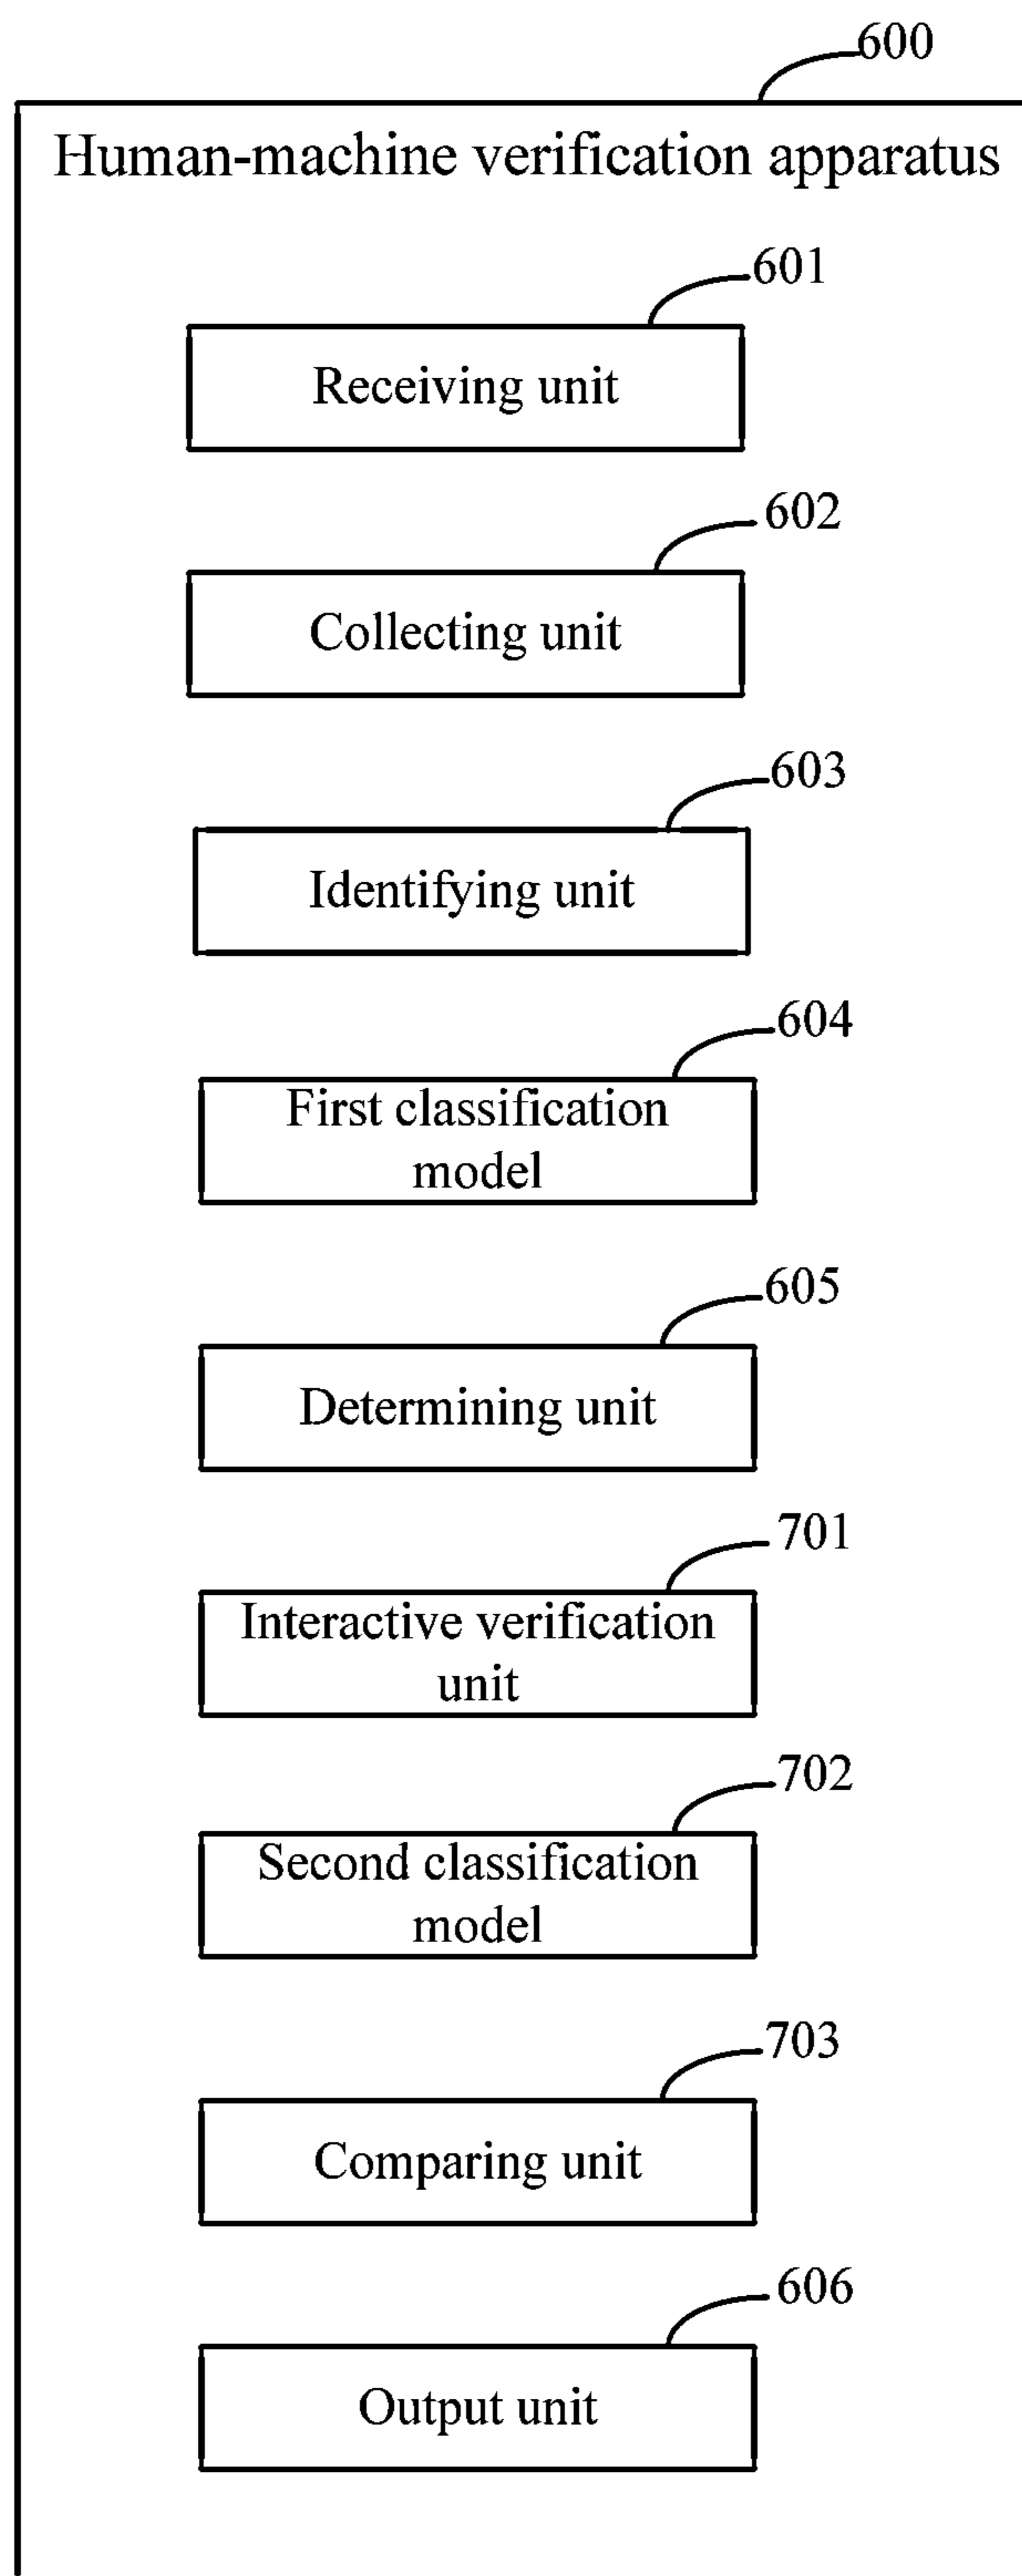 600
Human-machine verification apparatus
601
Receiving unit
602
Collecting unit
603
Identifying unit
604
First classification
model
605
Determining unit
701
Interactive verification
unit
702
Second classification
model
703
Comparing unit
606
Output unit